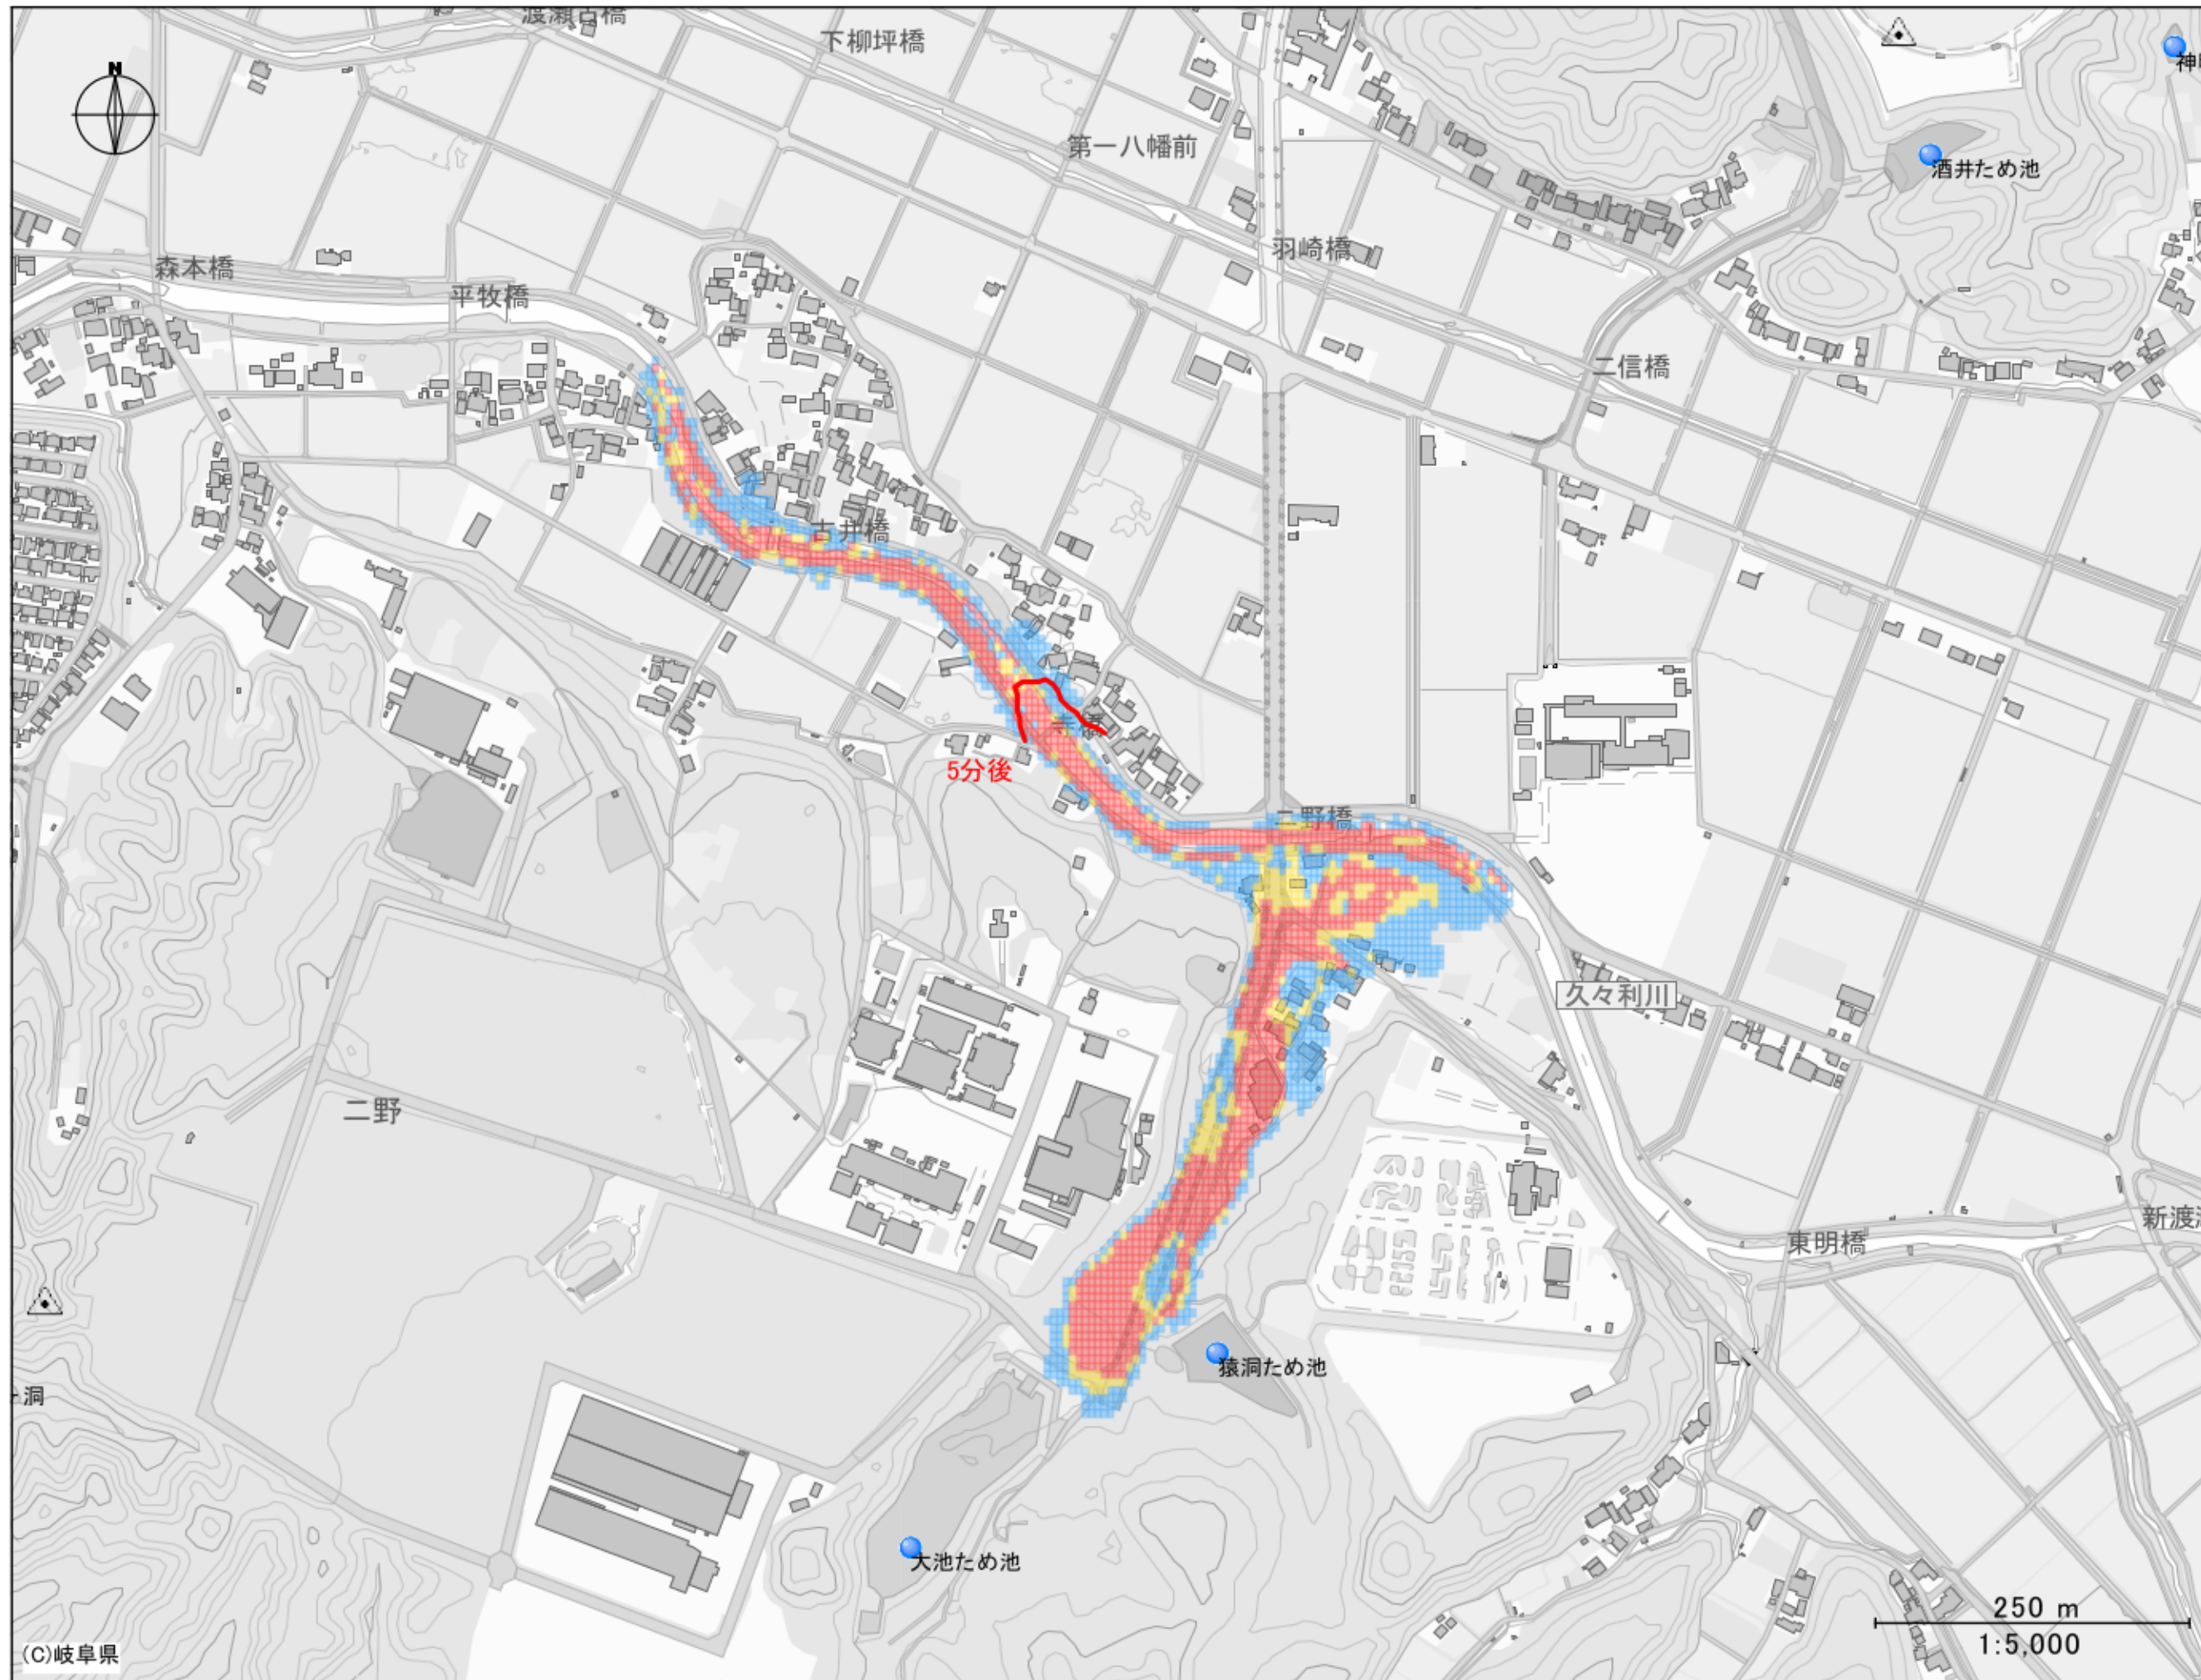 渡瀬古橋
下柳坪橋
N
第一八幡前
酒井ため池
羽崎橋
森本橋
平牧橋
二信橋
古井橋
寺橋
5分後
二野橋
久々利川
二野
東明橋
猿洞ため池
洞
大池ため池
250 m
1:5,000
(C)岐阜県